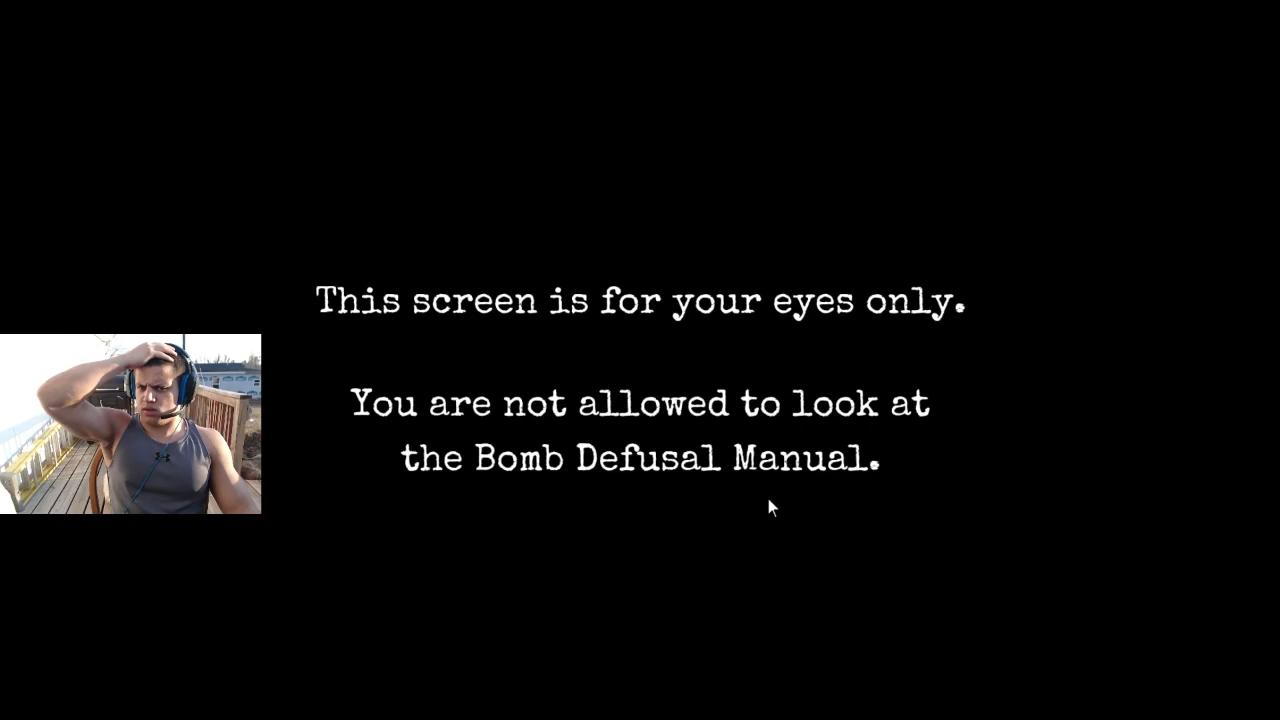 This screen is for your eyes only.
You are not allowed to look at
the Bomb Defusal Manual.